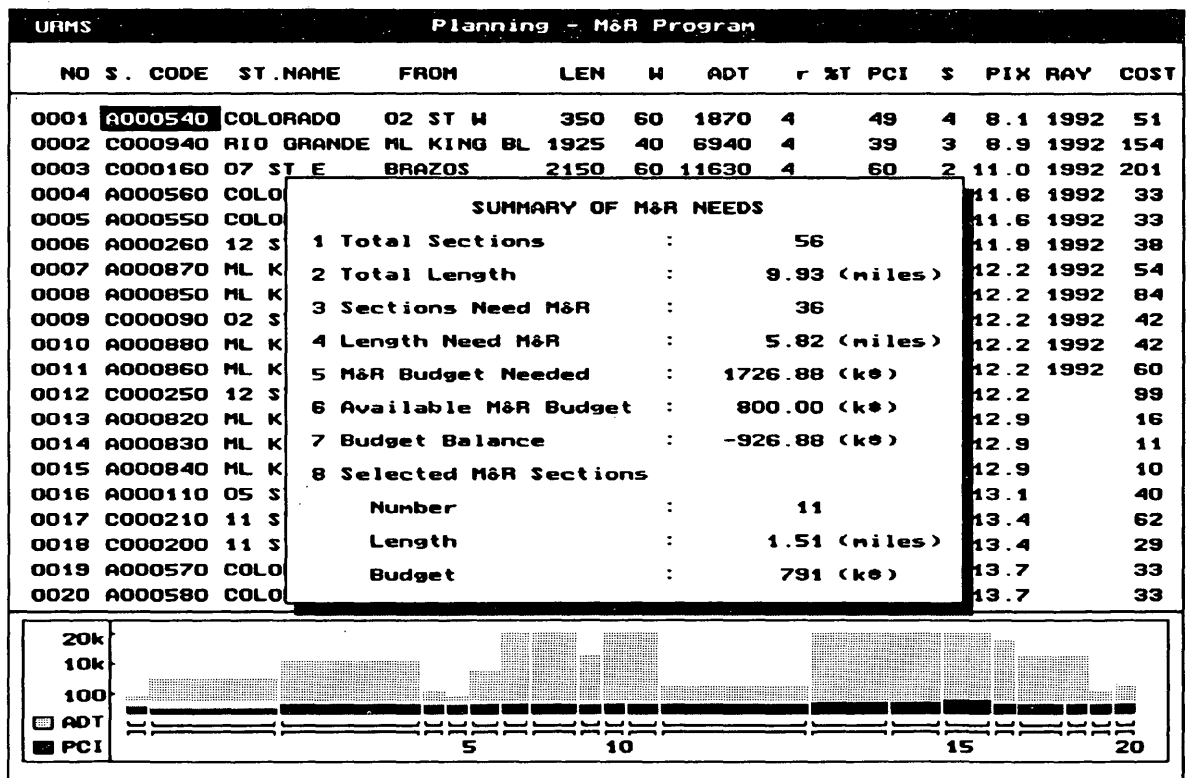 URMS Planning - M&R Program
NO S. CODE ST.NAME FROM LEN W ADT r %T PCI S PIX RAY COST
0001 A000540 COLORADO 02 ST W 350 60 1870 4 49 4 8.1 1992 51
0002 C000940 RIO GRANDE ML KING BL 1925 40 6940 4 39 3 8.9 1992 154
0003 C000160 07 ST E BRAZOS 2150 60 11630 4 60 2 11.0 1992 201
0004 A000560 COLO 11.6 1992 33
0005 A000550 COLO 11.6 1992 33
0006 A000260 12 S 11.9 1992 38
0007 A000870 ML K 12.2 1992 54
0008 A000850 ML K 12.2 1992 84
0009 C000090 02 S 12.2 1992 42
0010 A000880 ML K 12.2 1992 42
0011 A000860 ML K 12.2 1992 60
0012 C000250 12 S 12.2 99
0013 A000820 ML K 12.9 16
0014 A000830 ML K 12.9 11
0015 A000840 ML K 12.9 10
0016 A000110 05 S 13.1 40
0017 C000210 11 S 13.4 62
0018 C000200 11 S 13.4 29
0019 A000570 COLO 13.7 33
0020 A000580 COLO 13.7 33
SUMMARY OF M&R NEEDS
1 Total Sections : 56
2 Total Length : 9.93 (miles)
3 Sections Need M&R : 36
4 Length Need M&R : 5.82 (miles)
5 M&R Budget Needed : 1726.88 (k$)
6 Available M&R Budget : 800.00 (k$)
7 Budget Balance : -926.88 (k$)
8 Selected M&R Sections
Number : 11
Length : 1.51 (miles)
Budget : 791 (k$)
20k
10k
100
ADT
PCI
5 10 15 20